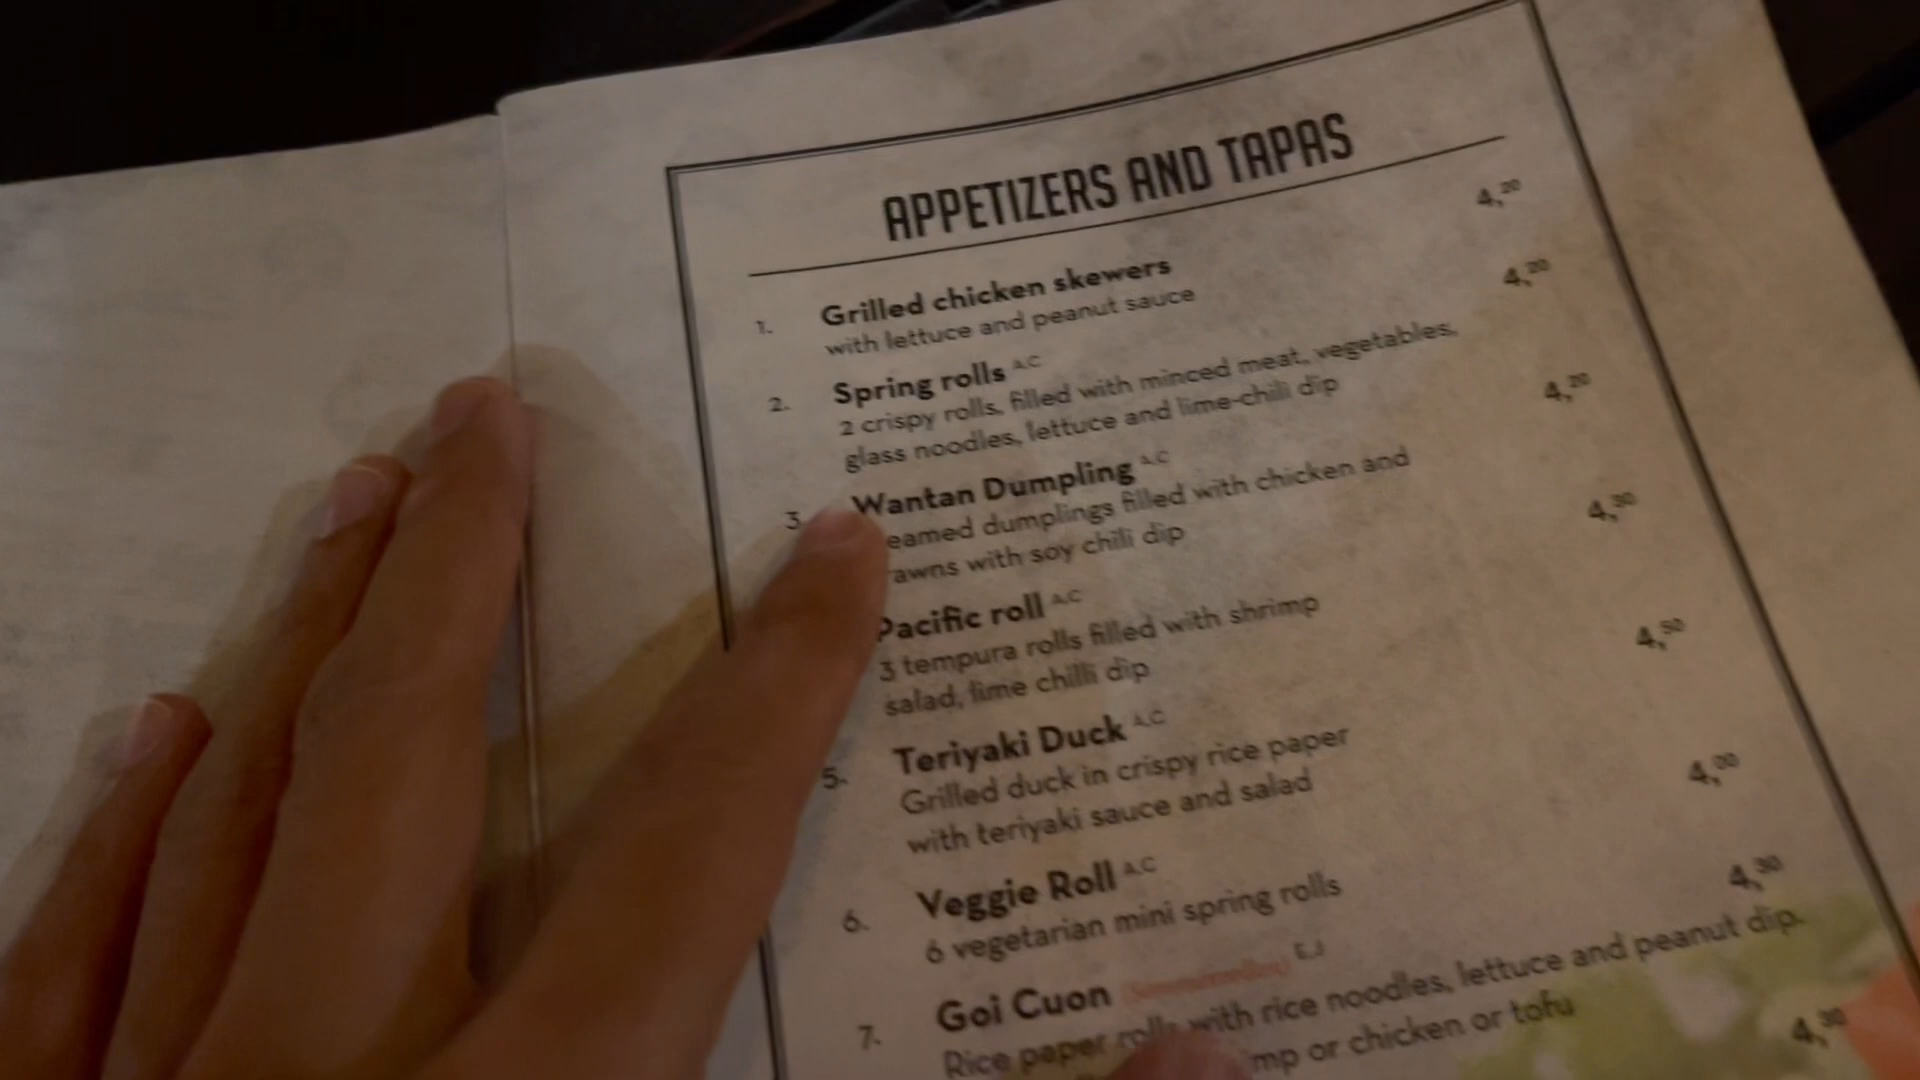 APPETIZERS AND TAPAS
1. Grilled chicken skewers 4,20
with lettuce and peanut sauce
2. Spring rolls A,C 4,20
2 crispy rolls, filled with minced meat, vegetables,
glass noodles, lettuce and lime-chili dip
3. Wantan Dumpling A,C 4,20
eamed dumplings filled with chicken and
rawns with soy chili dip
Pacific roll A,C 4,30
3 tempura rolls filled with shrimp
salad, lime chilli dip
5. Teriyaki Duck A,C 4,50
Grilled duck in crispy rice paper
with teriyaki sauce and salad
6. Veggie Roll A,C 4,00
6 vegetarian mini spring rolls
7. Goi Cuon E,J 4,30
Rice paper rolls with rice noodles, lettuce and peanut dip.
imp or chicken or tofu 4,30